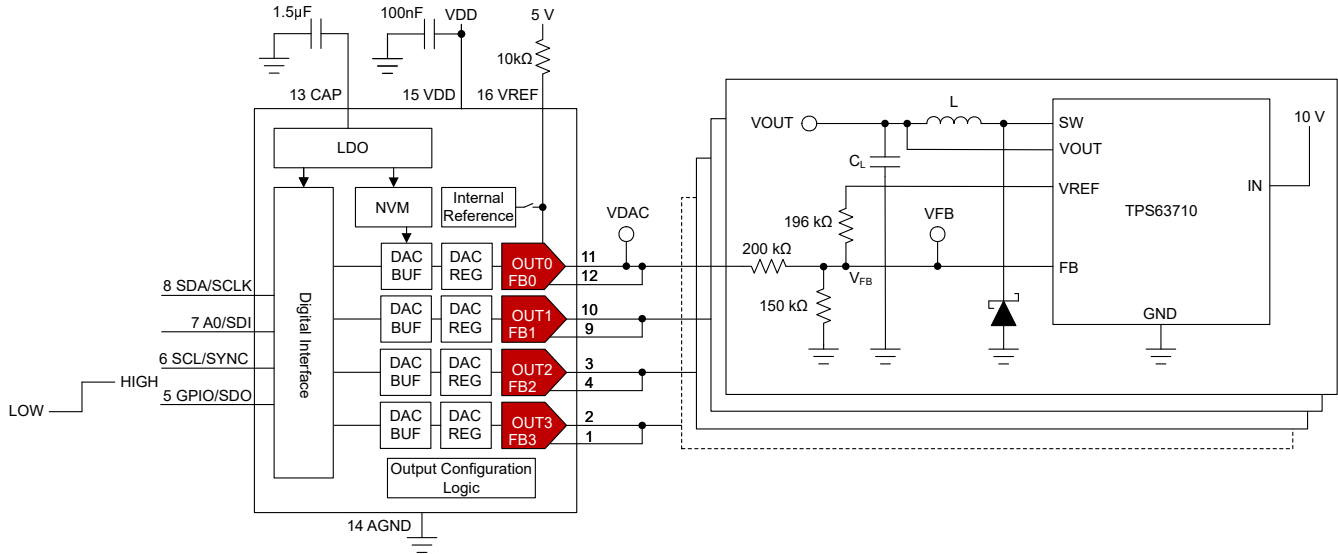 1.5µF
100nF
VDD
5 V
10kΩ
13 CAP
15 VDD
16 VREF
LDO
NVM
Internal
Reference
Digital Interface
DAC
BUF
DAC
REG
OUT0
FB0
11
12
VDAC
DAC
BUF
DAC
REG
OUT1
FB1
10
9
DAC
BUF
DAC
REG
OUT2
FB2
3
4
DAC
BUF
DAC
REG
OUT3
FB3
2
1
Output Configuration
Logic
8 SDA/SCLK
7 A0/SDI
6 SCL/SYNC
5 GPIO/SDO
HIGH
LOW
14 AGND
VOUT
L
CL
SW
VOUT
VREF
FB
GND
IN
TPS63710
10 V
196 kΩ
VFB
200 kΩ
VFB
150 kΩ